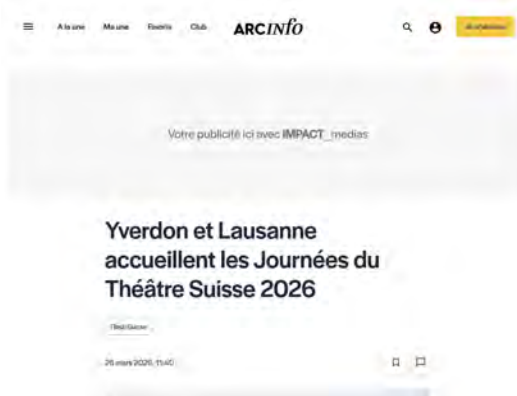 A la une Ma une Favoris Club ARCINFO
Votre publicité ici avec IMPACT_medias
Yverdon et Lausanne
accueillent les Journées du
Théâtre Suisse 2026
26 mars 2026, 11:40